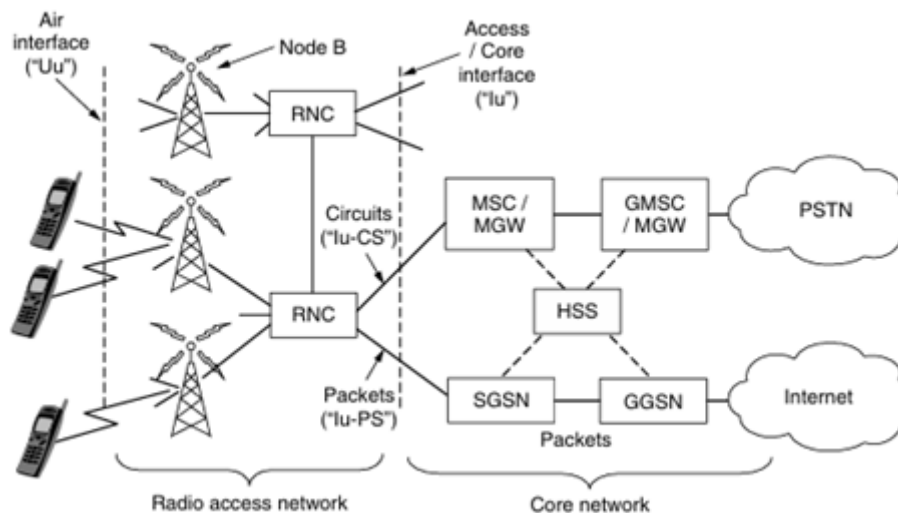 Air
interface
("Uu")
Node B
Access
/ Core
interface
("Iu")
RNC
Circuits
("Iu-CS")
MSC /
MGW
GMSC
/ MGW
PSTN
HSS
RNC
Packets
("Iu-PS")
SGSN
GGSN
Internet
Packets
Radio access network
Core network